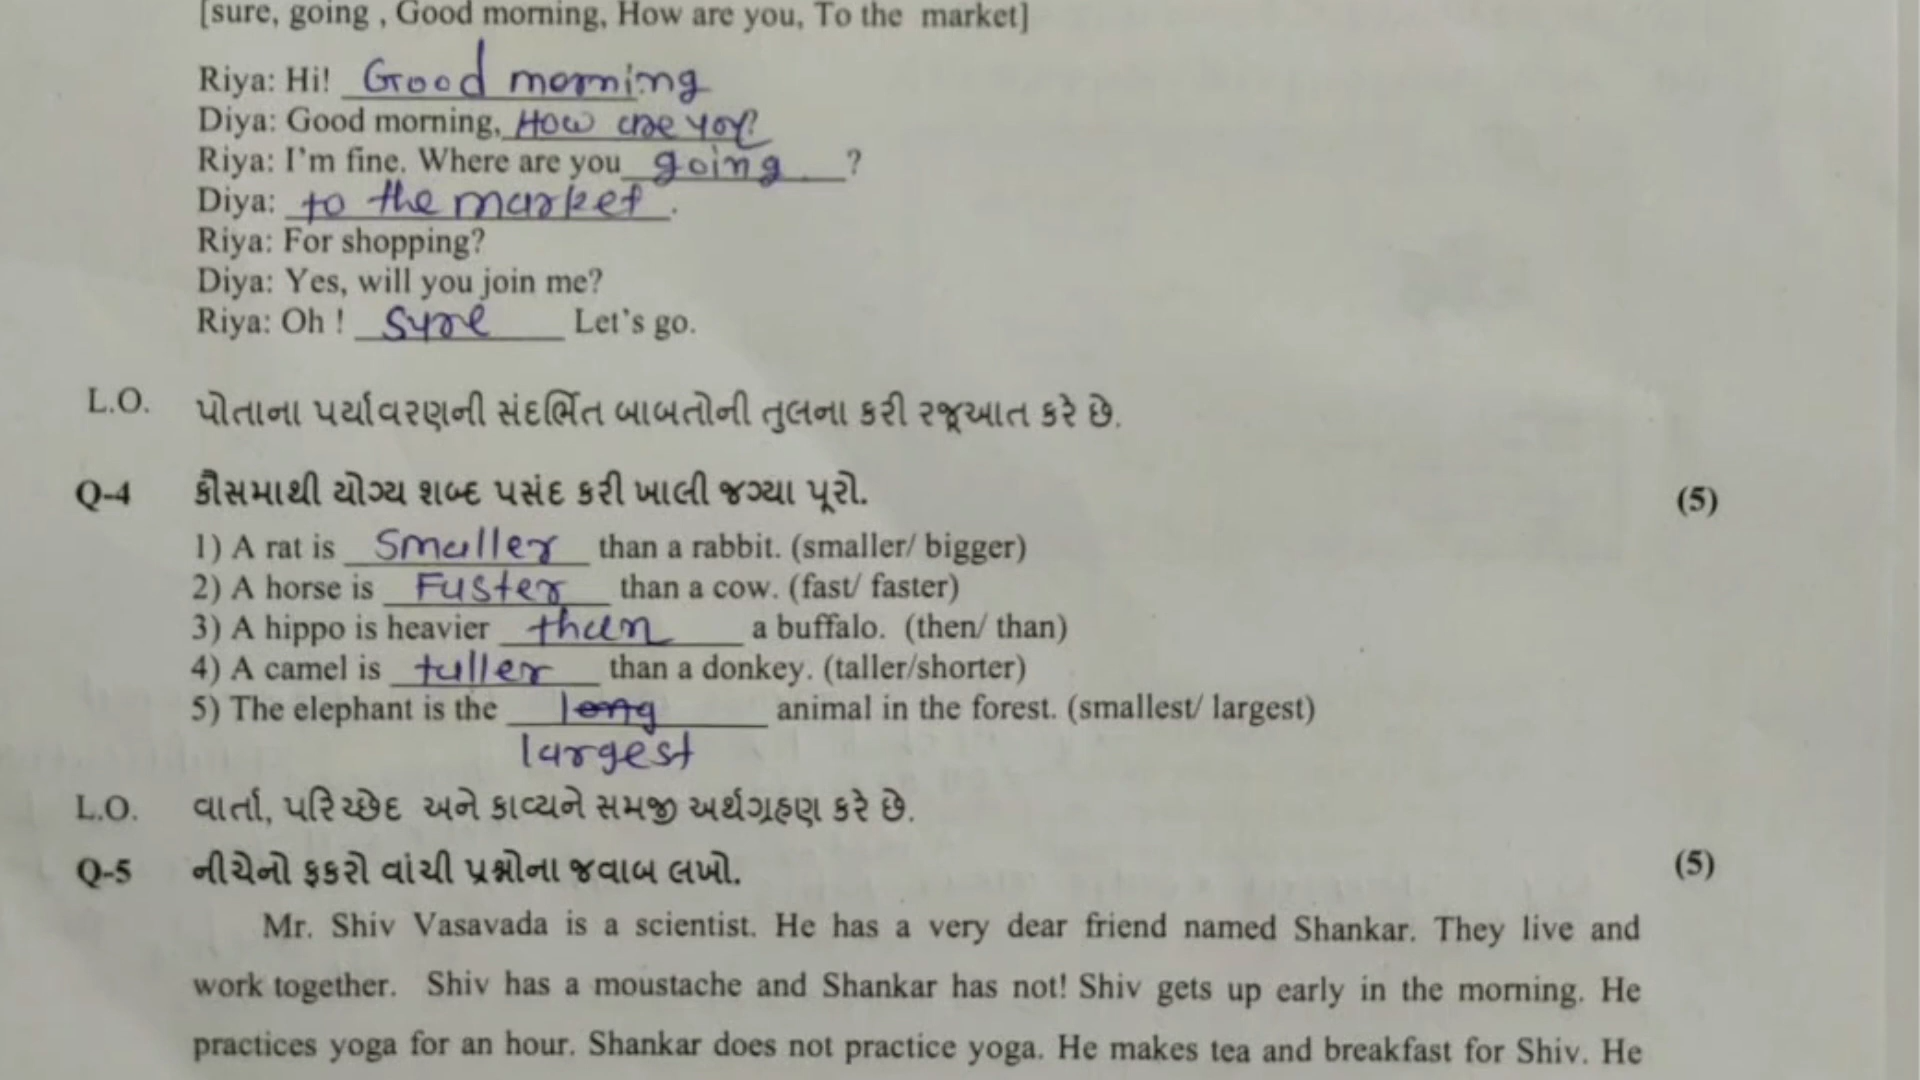 [sure, going , Good morning, How are you, To the market]
Riya: Hi! Good morning
Diya: Good morning, How are you?
Riya: I'm fine. Where are you going ?
Diya: to the market.
Riya: For shopping?
Diya: Yes, will you join me?
Riya: Oh ! sure Let's go.
L.O. પોતાના પર્યાવરણની સંદર્ભિત બાબતોની તુલના કરી રજૂઆત કરે છે.
Q-4 કૌસમાથી યોગ્ય શબ્દ પસંદ કરી ખાલી જગ્યા પૂરો. (5)
1) A rat is Smaller than a rabbit. (smaller/ bigger)
2) A horse is Faster than a cow. (fast/ faster)
3) A hippo is heavier than a buffalo. (then/ than)
4) A camel is taller than a donkey. (taller/shorter)
5) The elephant is the long animal in the forest. (smallest/ largest)
largest
L.O. વાર્તા, પરિચ્છેદ અને કાવ્યને સમજી અર્થગ્રહણ કરે છે.
Q-5 નીચેનો ફકરો વાંચી પ્રશ્નોના જવાબ લખો. (5)
Mr. Shiv Vasavada is a scientist. He has a very dear friend named Shankar. They live and
work together. Shiv has a moustache and Shankar has not! Shiv gets up early in the morning. He
practices yoga for an hour. Shankar does not practice yoga. He makes tea and breakfast for Shiv. He